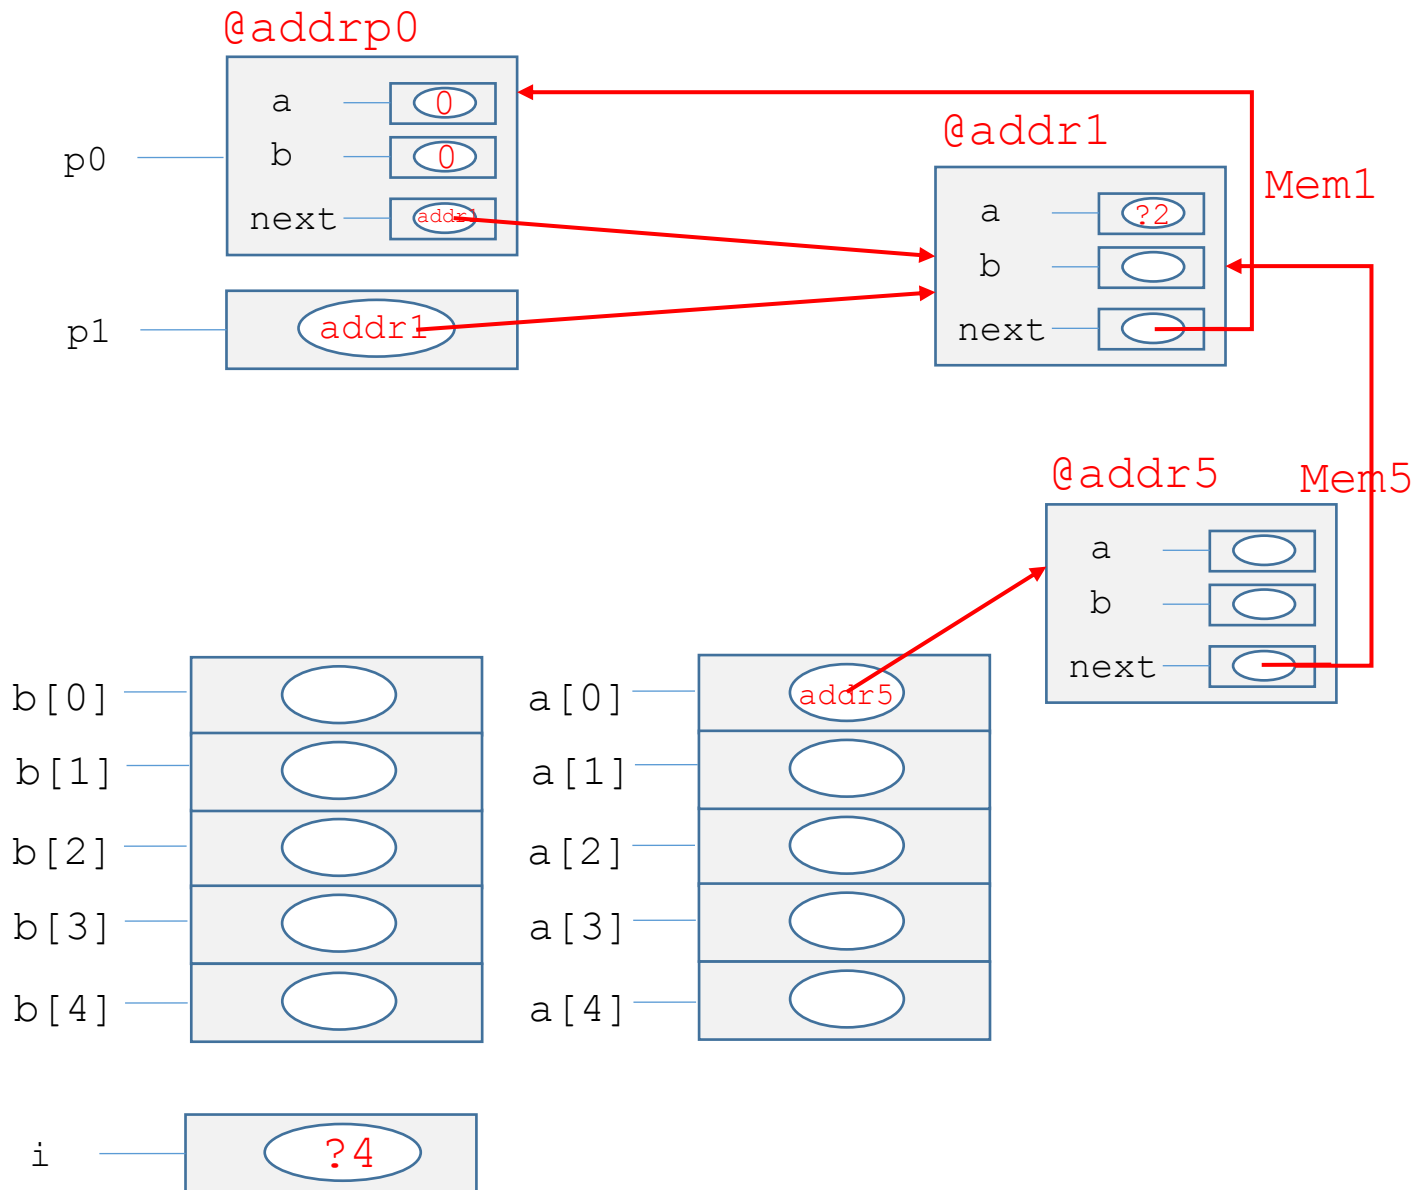 @addrp0
a 0
p0
b 0
next addr1
@addr1
Mem1
a ?2
b
next
p1 addr1
@addr5
Mem5
a
b
next
b[0]
a[0] addr5
b[1]
a[1]
b[2]
a[2]
b[3]
a[3]
b[4]
a[4]
i ?4